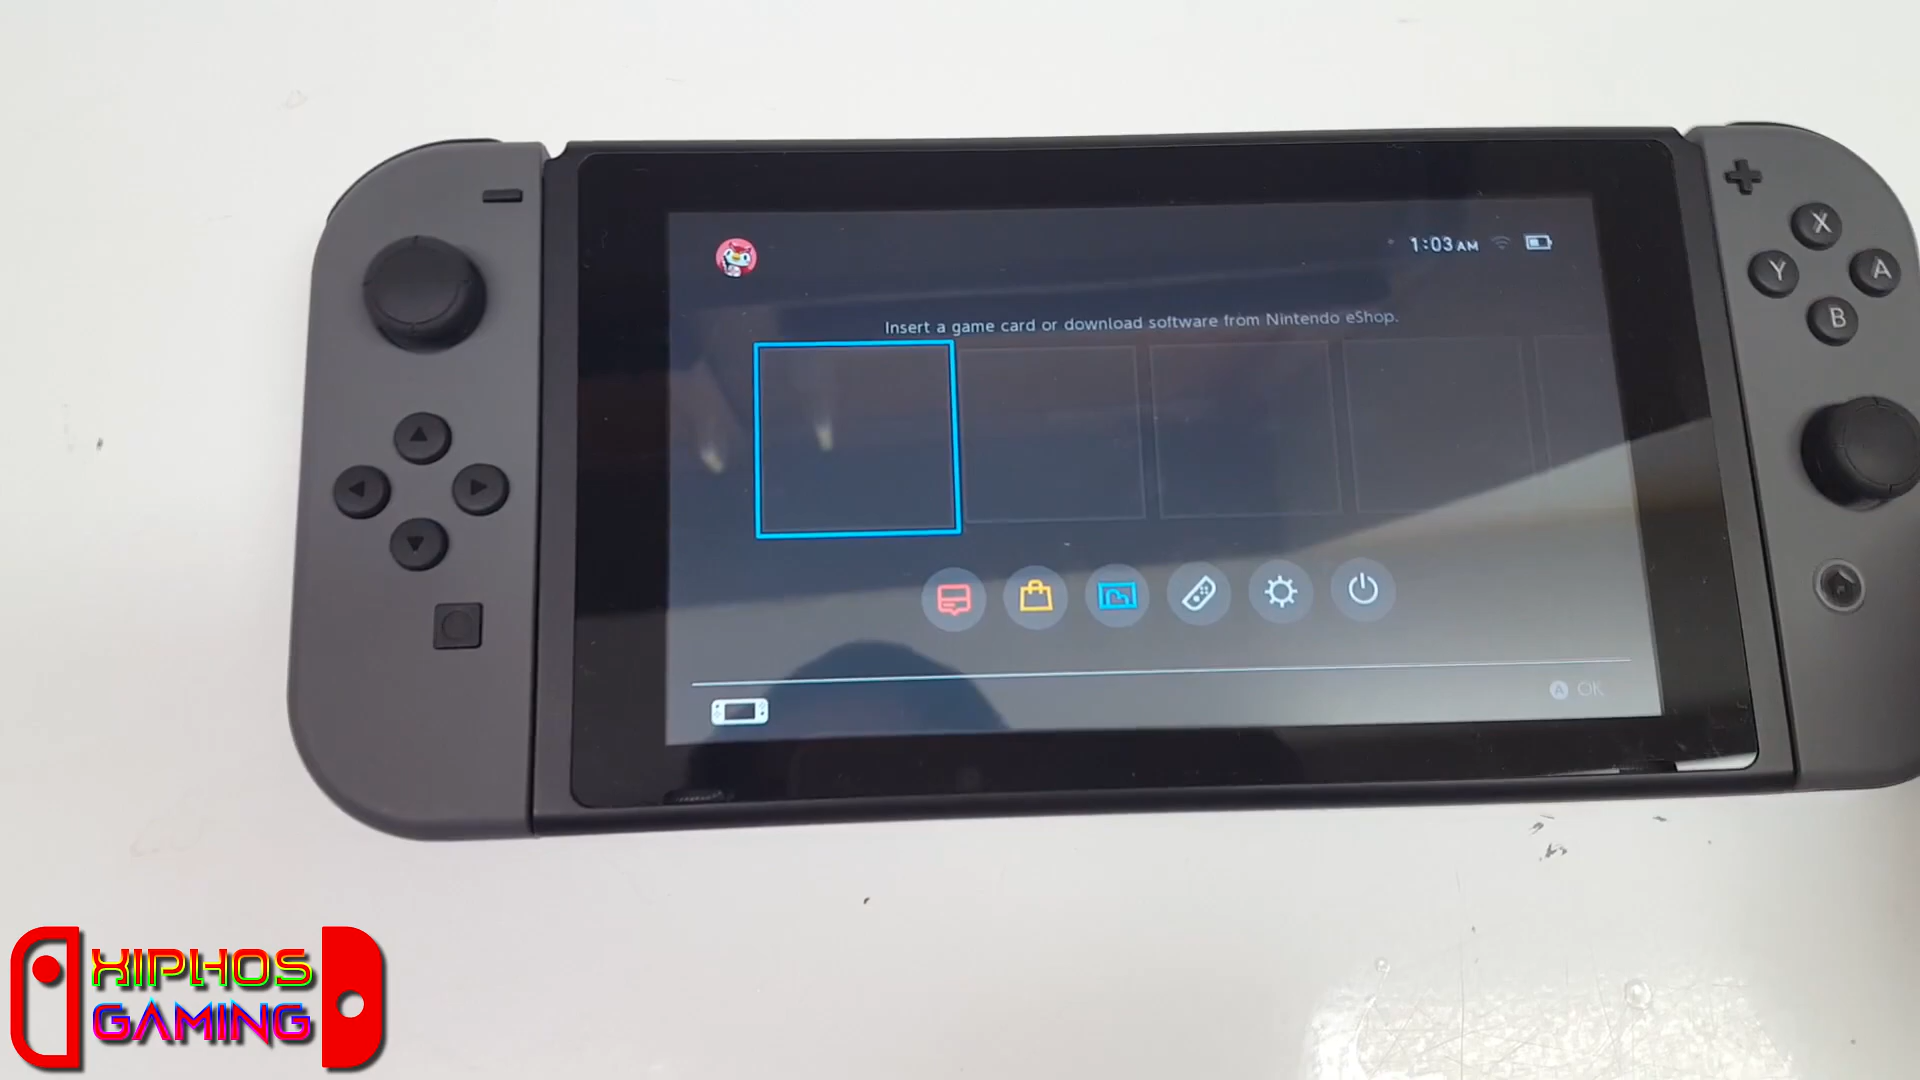 1:03 AM
Insert a game card or download software from Nintendo eShop.
A OK
X
Y
A
B
XIPHOS
GAMING